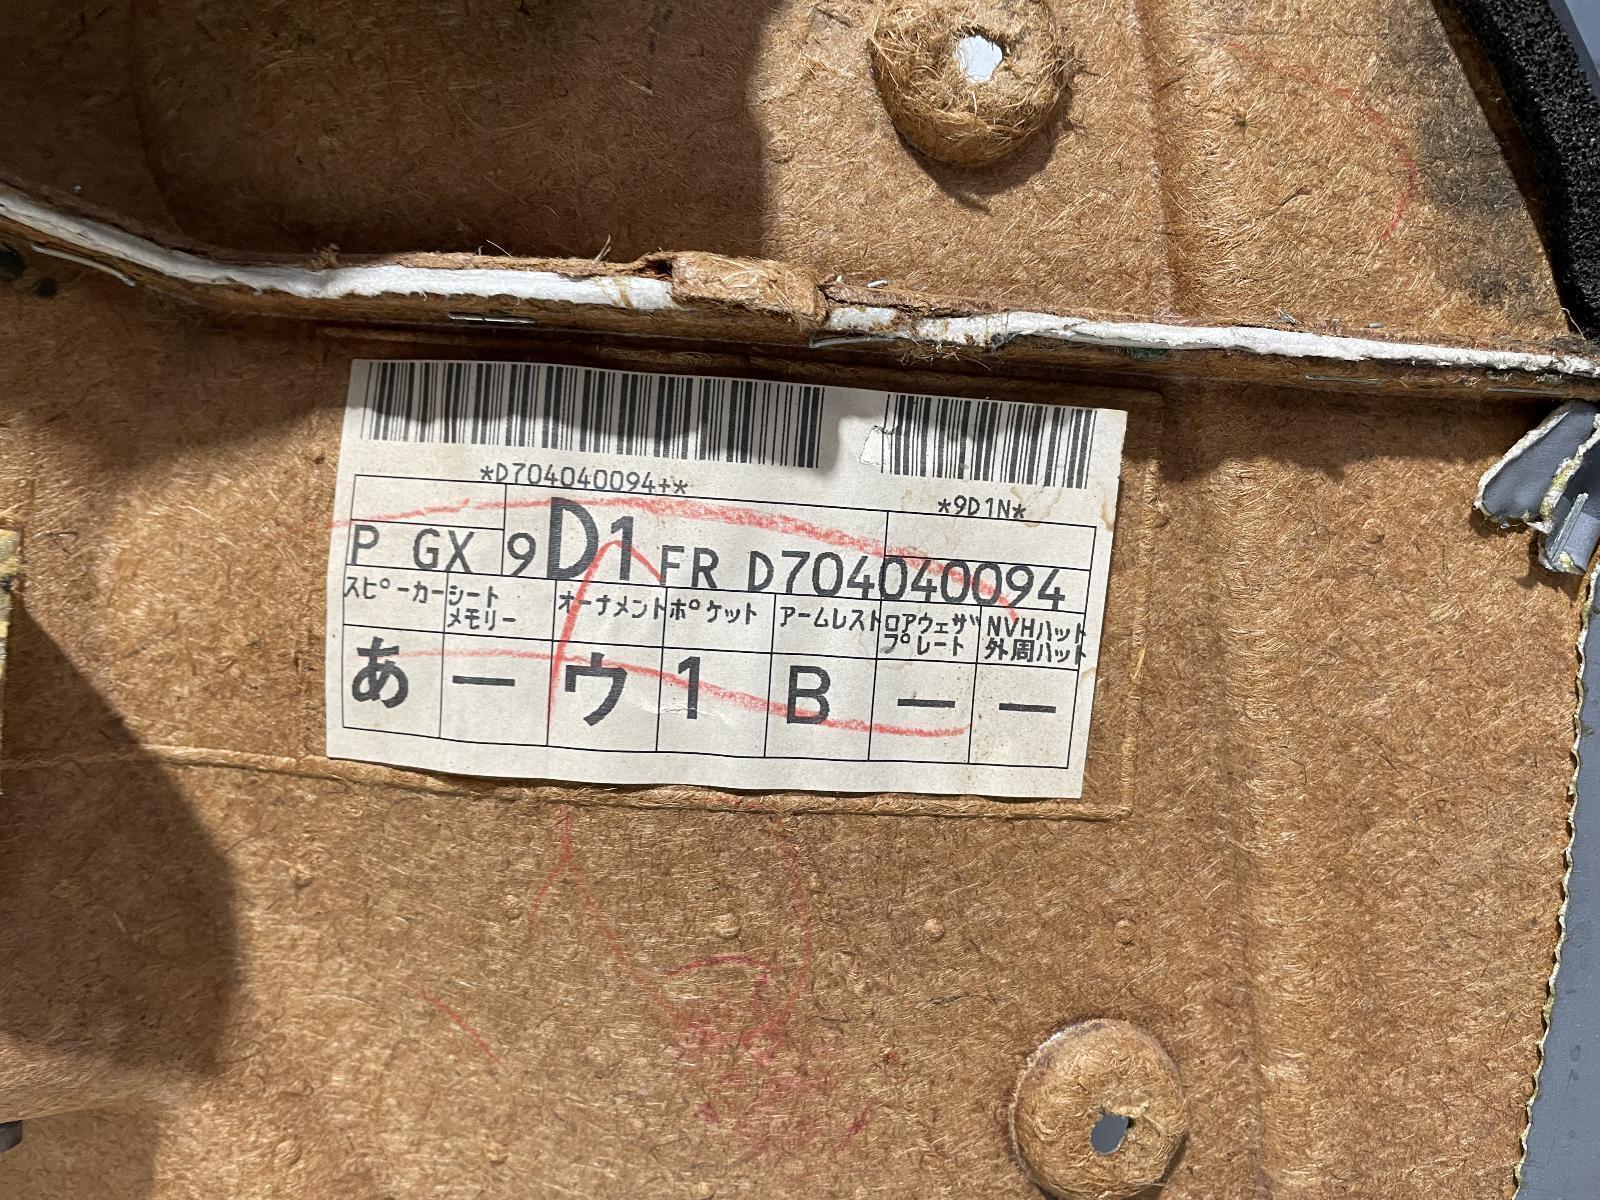 *D704040094+*
*9D1N*
P GX 9D1 FR D704040094
スピーカー シートメモリー オーナメント ポケット アームレスト ロアウェザプレート NVHハット外周ハット
あ ー ウ 1 B ー ー